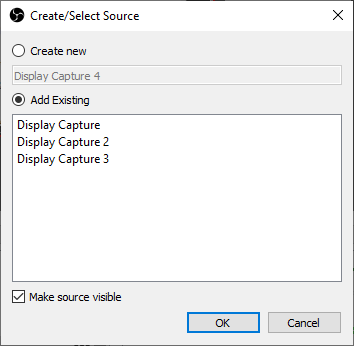 Create/Select Source
Create new
Display Capture 4
Add Existing
Display Capture
Display Capture 2
Display Capture 3
Make source visible
OK
Cancel